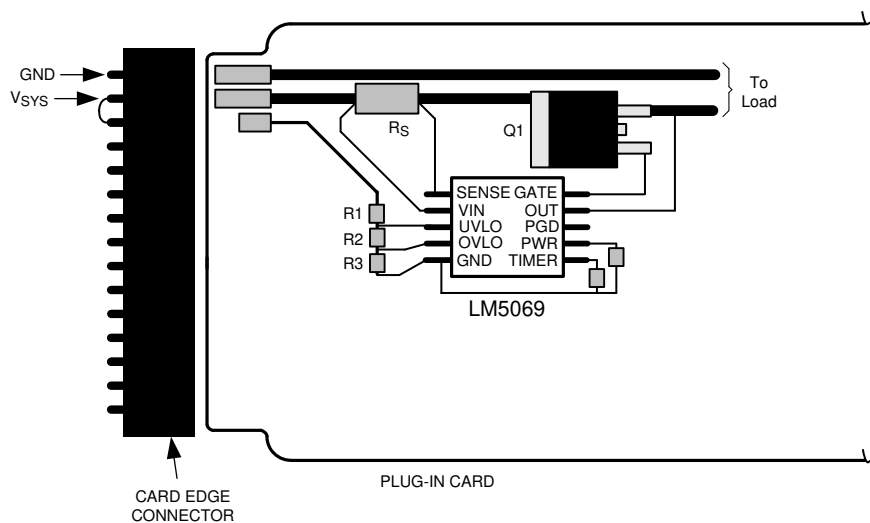 GND
VSYS
To
Load
RS
Q1
SENSE GATE
VIN OUT
R1
UVLO PGD
R2
OVLO PWR
R3
GND TIMER
LM5069
PLUG-IN CARD
CARD EDGE
CONNECTOR